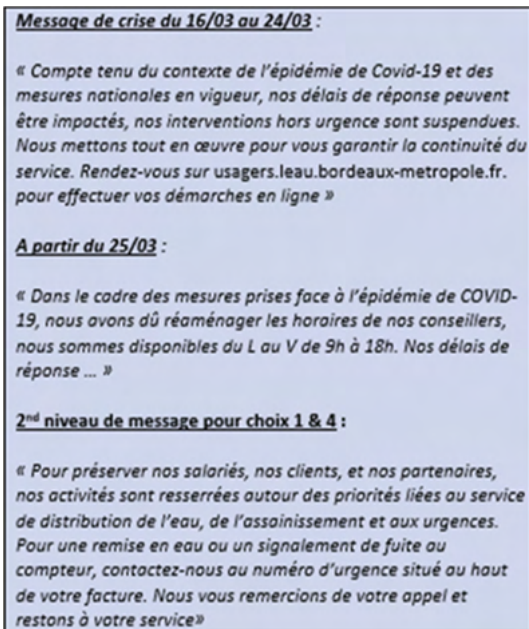 Message de crise du 16/03 au 24/03 :
« Compte tenu du contexte de l'épidémie de Covid-19 et des
mesures nationales en vigueur, nos délais de réponse peuvent
être impactés, nos interventions hors urgence sont suspendues.
Nous mettons tout en œuvre pour vous garantir la continuité du
service. Rendez-vous sur usagers.leau.bordeaux-metropole.fr.
pour effectuer vos démarches en ligne »
A partir du 25/03 :
« Dans le cadre des mesures prises face à l'épidémie de COVID-
19, nous avons dû réaménager les horaires de nos conseillers,
nous sommes disponibles du L au V de 9h à 18h. Nos délais de
réponse ... »
2nd niveau de message pour choix 1 & 4 :
« Pour préserver nos salariés, nos clients, et nos partenaires,
nos activités sont resserrées autour des priorités liées au service
de distribution de l'eau, de l'assainissement et aux urgences.
Pour une remise en eau ou un signalement de fuite au
compteur, contactez-nous au numéro d'urgence situé au haut
de votre facture. Nous vous remercions de votre appel et
restons à votre service»